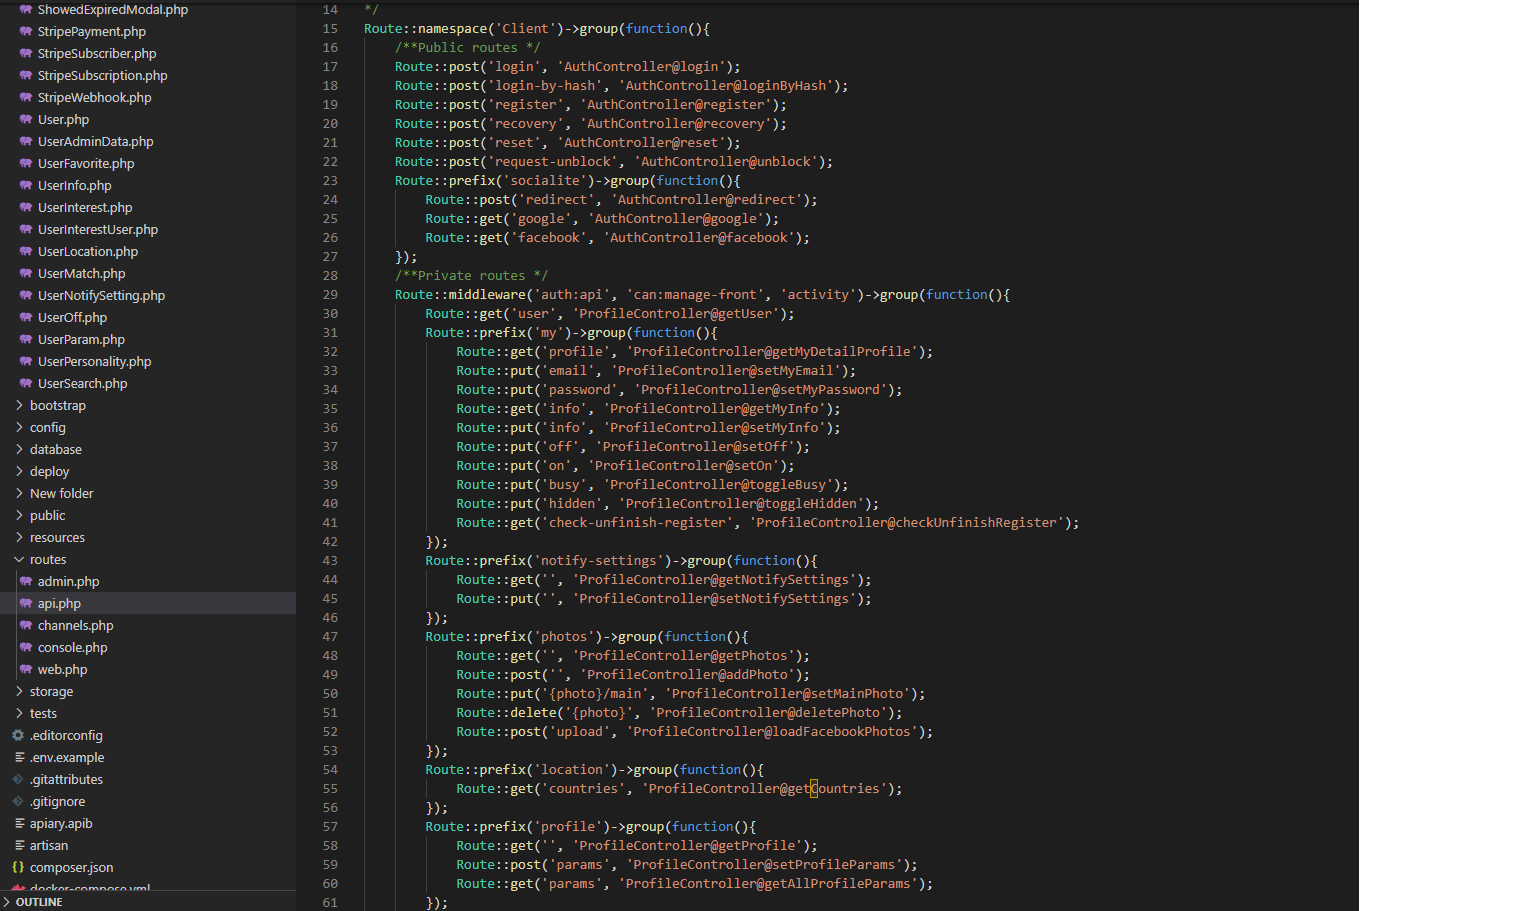 ShowedExpiredModal.php
StripePayment.php
StripeSubscriber.php
StripeSubscription.php
StripeWebhook.php
User.php
UserAdminData.php
UserFavorite.php
UserInfo.php
UserInterest.php
UserInterestUser.php
UserLocation.php
UserMatch.php
UserNotifySetting.php
UserOff.php
UserParam.php
UserPersonality.php
UserSearch.php
bootstrap
config
database
deploy
New folder
public
resources
routes
admin.php
api.php
channels.php
console.php
web.php
storage
tests
.editorconfig
.env.example
.gitattributes
.gitignore
apiary.apib
artisan
composer.json
docker-compose.yml
OUTLINE
14 */
15 Route::namespace('Client')->group(function(){
16 /**Public routes */
17 Route::post('login', 'AuthController@login');
18 Route::post('login-by-hash', 'AuthController@loginByHash');
19 Route::post('register', 'AuthController@register');
20 Route::post('recovery', 'AuthController@recovery');
21 Route::post('reset', 'AuthController@reset');
22 Route::post('request-unblock', 'AuthController@unblock');
23 Route::prefix('socialite')->group(function(){
24 Route::post('redirect', 'AuthController@redirect');
25 Route::get('google', 'AuthController@google');
26 Route::get('facebook', 'AuthController@facebook');
27 });
28 /**Private routes */
29 Route::middleware('auth:api', 'can:manage-front', 'activity')->group(function(){
30 Route::get('user', 'ProfileController@getUser');
31 Route::prefix('my')->group(function(){
32 Route::get('profile', 'ProfileController@getMyDetailProfile');
33 Route::put('email', 'ProfileController@setMyEmail');
34 Route::put('password', 'ProfileController@setMyPassword');
35 Route::get('info', 'ProfileController@getMyInfo');
36 Route::put('info', 'ProfileController@setMyInfo');
37 Route::put('off', 'ProfileController@setOff');
38 Route::put('on', 'ProfileController@setOn');
39 Route::put('busy', 'ProfileController@toggleBusy');
40 Route::put('hidden', 'ProfileController@toggleHidden');
41 Route::get('check-unfinish-register', 'ProfileController@checkUnfinishRegister');
42 });
43 Route::prefix('notify-settings')->group(function(){
44 Route::get('', 'ProfileController@getNotifySettings');
45 Route::put('', 'ProfileController@setNotifySettings');
46 });
47 Route::prefix('photos')->group(function(){
48 Route::get('', 'ProfileController@getPhotos');
49 Route::post('', 'ProfileController@addPhoto');
50 Route::put('{photo}/main', 'ProfileController@setMainPhoto');
51 Route::delete('{photo}', 'ProfileController@deletePhoto');
52 Route::post('upload', 'ProfileController@loadFacebookPhotos');
53 });
54 Route::prefix('location')->group(function(){
55 Route::get('countries', 'ProfileController@getCountries');
56 });
57 Route::prefix('profile')->group(function(){
58 Route::get('', 'ProfileController@getProfile');
59 Route::post('params', 'ProfileController@setProfileParams');
60 Route::get('params', 'ProfileController@getAllProfileParams');
61 });